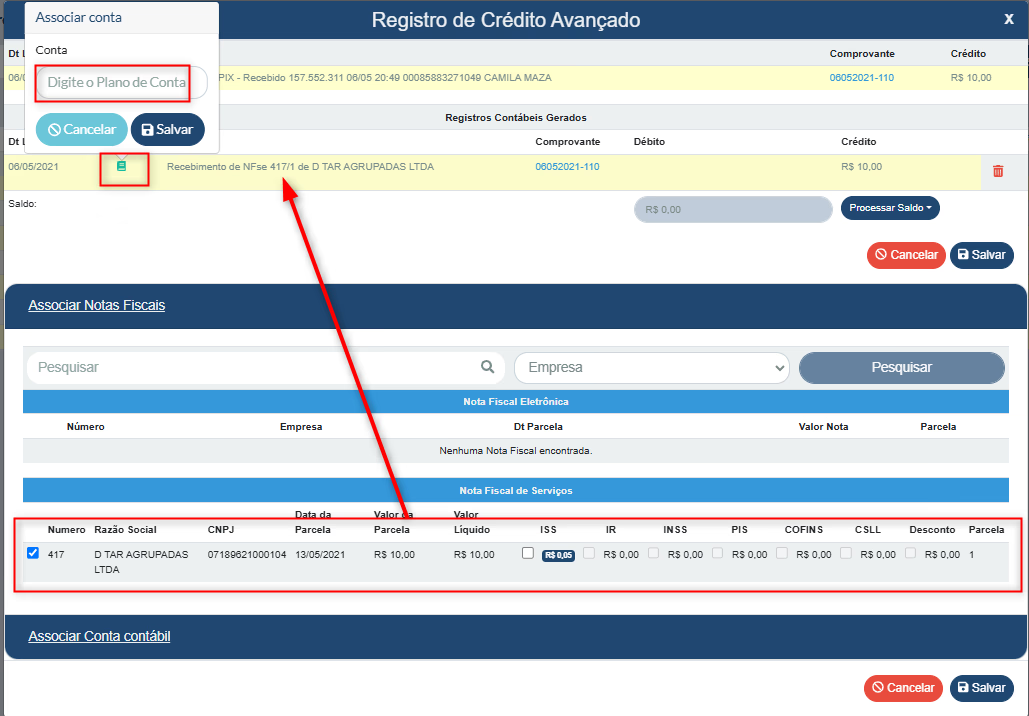 Associar conta
Registro de Crédito Avançado
X
Conta
Comprovante
Crédito
Digite o Plano de Conta
PIX - Recebido 157.552.311 06/05 20:49 00085883271049 CAMILA MAZA
06052021-110
R$ 10,00
Cancelar
Salvar
Registros Contábeis Gerados
Comprovante
Débito
Crédito
06/05/2021
Recebimento de NFse 417/1 de D TAR AGRUPADAS LTDA
06052021-110
R$ 10,00
Saldo:
R$ 0,00
Processar Saldo
Cancelar
Salvar
Associar Notas Fiscais
Pesquisar
Empresa
Pesquisar
Nota Fiscal Eletrônica
Número Empresa Dt Parcela Valor Nota Parcela
Nenhuma Nota Fiscal encontrada.
Nota Fiscal de Serviços
Numero Razão Social CNPJ Data da Parcela Valor da Parcela Valor Líquido ISS IR INSS PIS COFINS CSLL Desconto Parcela
417 D TAR AGRUPADAS LTDA 07189621000104 13/05/2021 R$ 10,00 R$ 10,00 R$ 0,05 R$ 0,00 R$ 0,00 R$ 0,00 R$ 0,00 R$ 0,00 R$ 0,00 1
Associar Conta contábil
Cancelar
Salvar